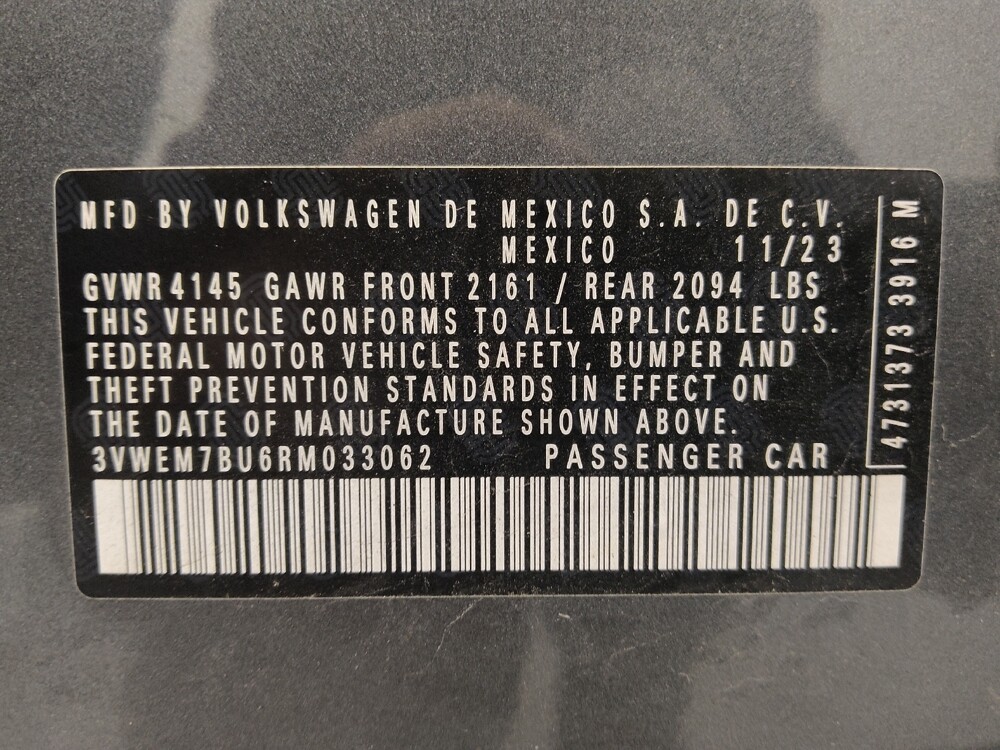 MFD BY VOLKSWAGEN DE MEXICO S.A. DE C.V.
MEXICO 11/23
GVWR 4145 GAWR FRONT 2161 / REAR 2094 LBS
THIS VEHICLE CONFORMS TO ALL APPLICABLE U.S.
FEDERAL MOTOR VEHICLE SAFETY, BUMPER AND
THEFT PREVENTION STANDARDS IN EFFECT ON
THE DATE OF MANUFACTURE SHOWN ABOVE.
3VWEM7BU6RM033062 PASSENGER CAR
4731373 3916 M